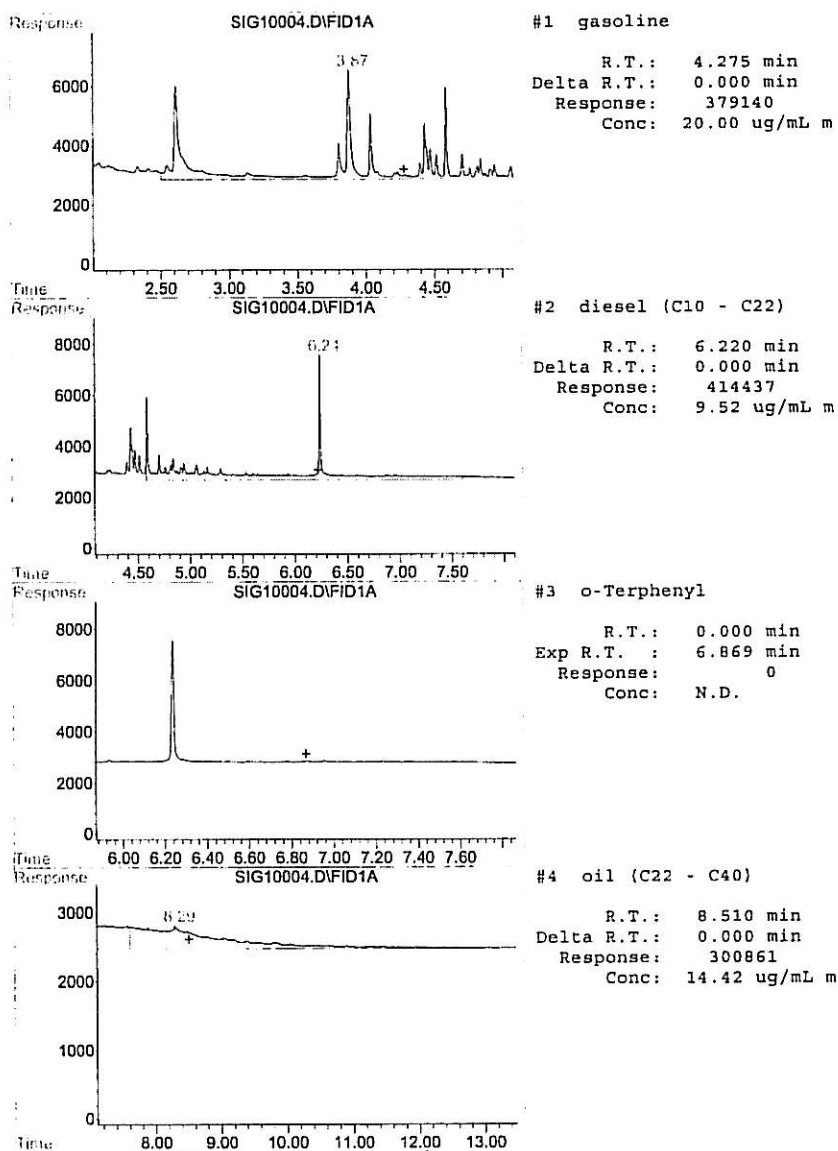 Response SIG10004.D\FID1A
3.87
6000
4000
2000
0
Time 2.50 3.00 3.50 4.00 4.50
#1 gasoline
R.T.: 4.275 min
Delta R.T.: 0.000 min
Response: 379140
Conc: 20.00 ug/mL m
Response SIG10004.D\FID1A
6.24
8000
6000
4000
2000
0
Time 4.50 5.00 5.50 6.00 6.50 7.00 7.50
#2 diesel (C10 - C22)
R.T.: 6.220 min
Delta R.T.: 0.000 min
Response: 414437
Conc: 9.52 ug/mL m
Response SIG10004.D\FID1A
8000
6000
4000
2000
0
Time 6.00 6.20 6.40 6.60 6.80 7.00 7.20 7.40 7.60
#3 o-Terphenyl
R.T.: 0.000 min
Exp R.T. : 6.869 min
Response: 0
Conc: N.D.
Response SIG10004.D\FID1A
8.29
3000
2000
1000
0
Time 8.00 9.00 10.00 11.00 12.00 13.00
#4 oil (C22 - C40)
R.T.: 8.510 min
Delta R.T.: 0.000 min
Response: 300861
Conc: 14.42 ug/mL m